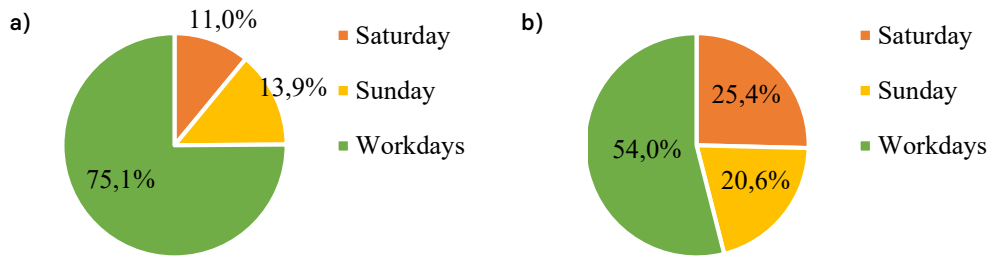 a)
11,0%
13,9%
75,1%
Saturday
Sunday
Workdays
b)
25,4%
20,6%
54,0%
Saturday
Sunday
Workdays